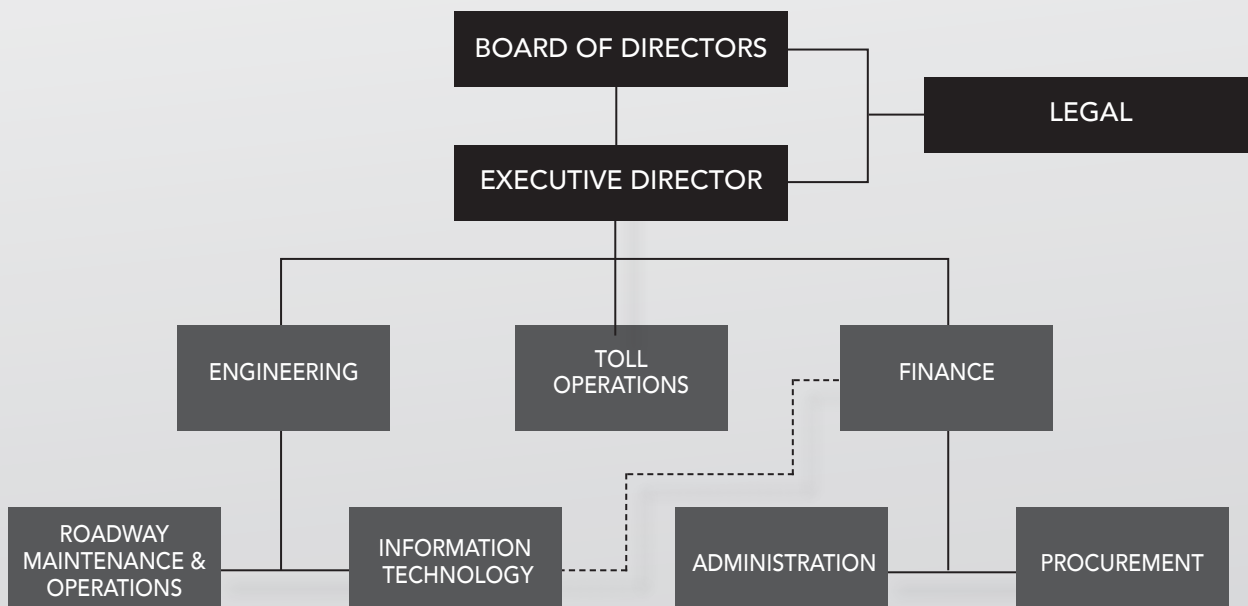 BOARD OF DIRECTORS
LEGAL
EXECUTIVE DIRECTOR
ENGINEERING
TOLL
OPERATIONS
FINANCE
ROADWAY
MAINTENANCE &
OPERATIONS
INFORMATION
TECHNOLOGY
ADMINISTRATION
PROCUREMENT